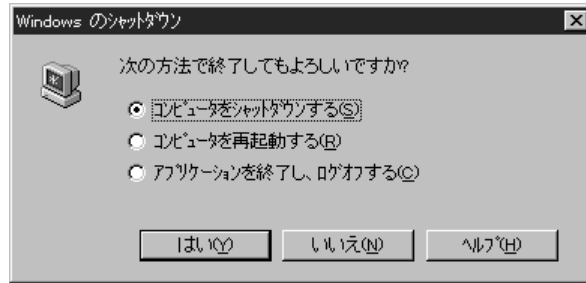 Windows のｼｬｯﾄﾀﾞｳﾝ
次の方法で終了してもよろしいですか?
ｺﾝﾋﾟｭｰﾀをｼｬｯﾄﾀﾞｳﾝする(S)
ｺﾝﾋﾟｭｰﾀを再起動する(R)
ｱﾌﾟﾘｹｰｼｮﾝを終了し、ﾛｸﾞｵﾌする(C)
はい(Y) いいえ(N) ﾍﾙﾌﾟ(H)